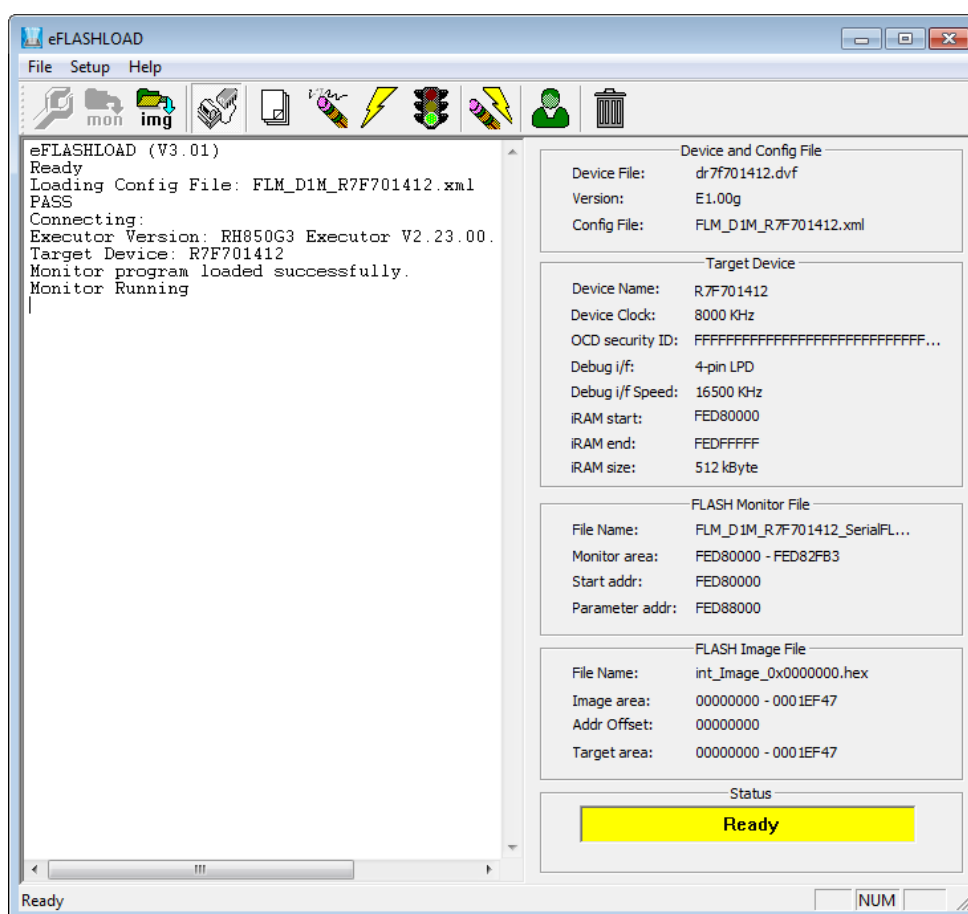 eFLASHLOAD
File Setup Help
mon img
eFLASHLOAD (V3.01)
Ready
Loading Config File: FLM_D1M_R7F701412.xml
PASS
Connecting:
Executor Version: RH850G3 Executor V2.23.00.
Target Device: R7F701412
Monitor program loaded successfully.
Monitor Running
Device and Config File
Device File: dr7f701412.dvf
Version: E1.00g
Config File: FLM_D1M_R7F701412.xml
Target Device
Device Name: R7F701412
Device Clock: 8000 KHz
OCD security ID: FFFFFFFFFFFFFFFFFFFFFFFFFFFFFF...
Debug i/f: 4-pin LPD
Debug i/f Speed: 16500 KHz
iRAM start: FED80000
iRAM end: FEDFFFFF
iRAM size: 512 kByte
FLASH Monitor File
File Name: FLM_D1M_R7F701412_SerialFL...
Monitor area: FED80000 - FED82FB3
Start addr: FED80000
Parameter addr: FED88000
FLASH Image File
File Name: int_Image_0x0000000.hex
Image area: 00000000 - 0001EF47
Addr Offset: 00000000
Target area: 00000000 - 0001EF47
Status
Ready
Ready NUM